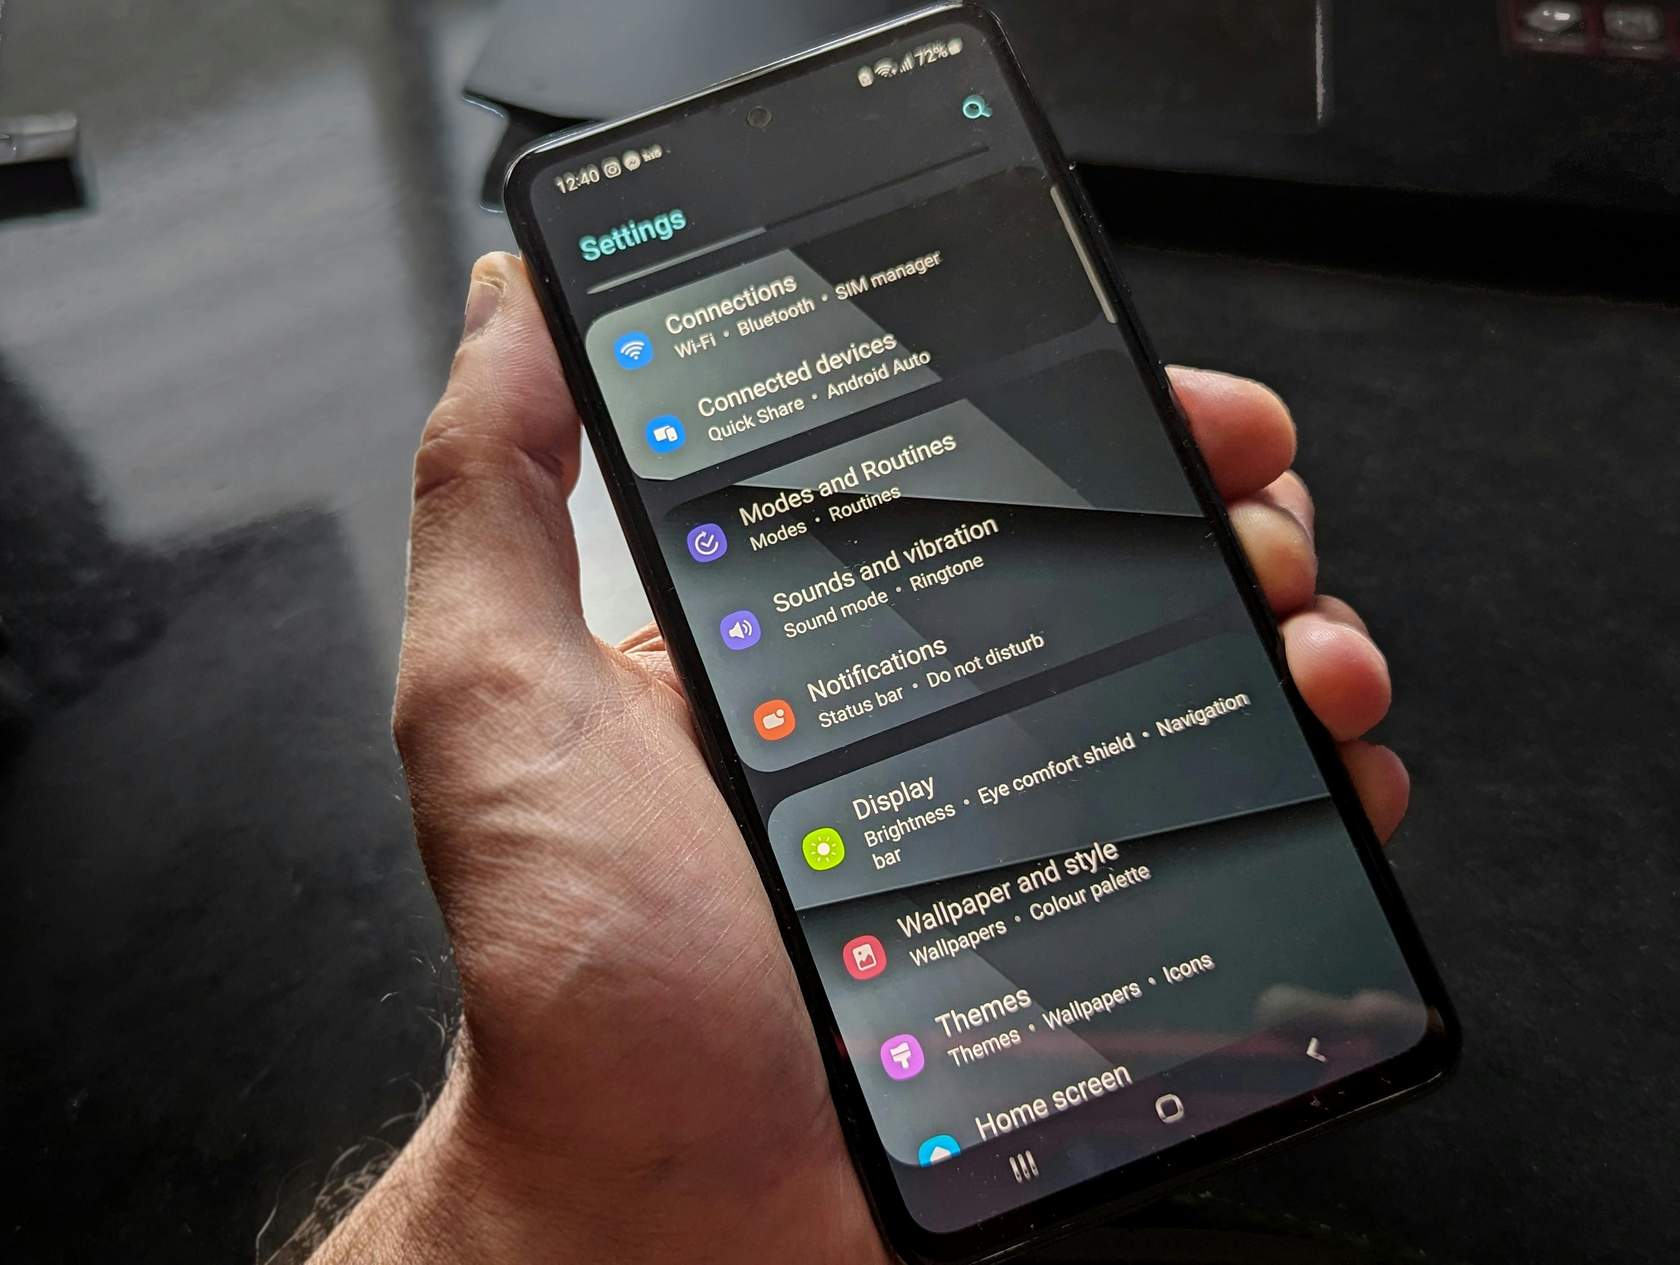 12:40
72%
Settings
Connections
Wi-Fi • Bluetooth • SIM manager
Connected devices
Quick Share • Android Auto
Modes and Routines
Modes • Routines
Sounds and vibration
Sound mode • Ringtone
Notifications
Status bar • Do not disturb
Display
Brightness • Eye comfort shield • Navigation
bar
Wallpaper and style
Wallpapers • Colour palette
Themes
Themes • Wallpapers • Icons
Home screen